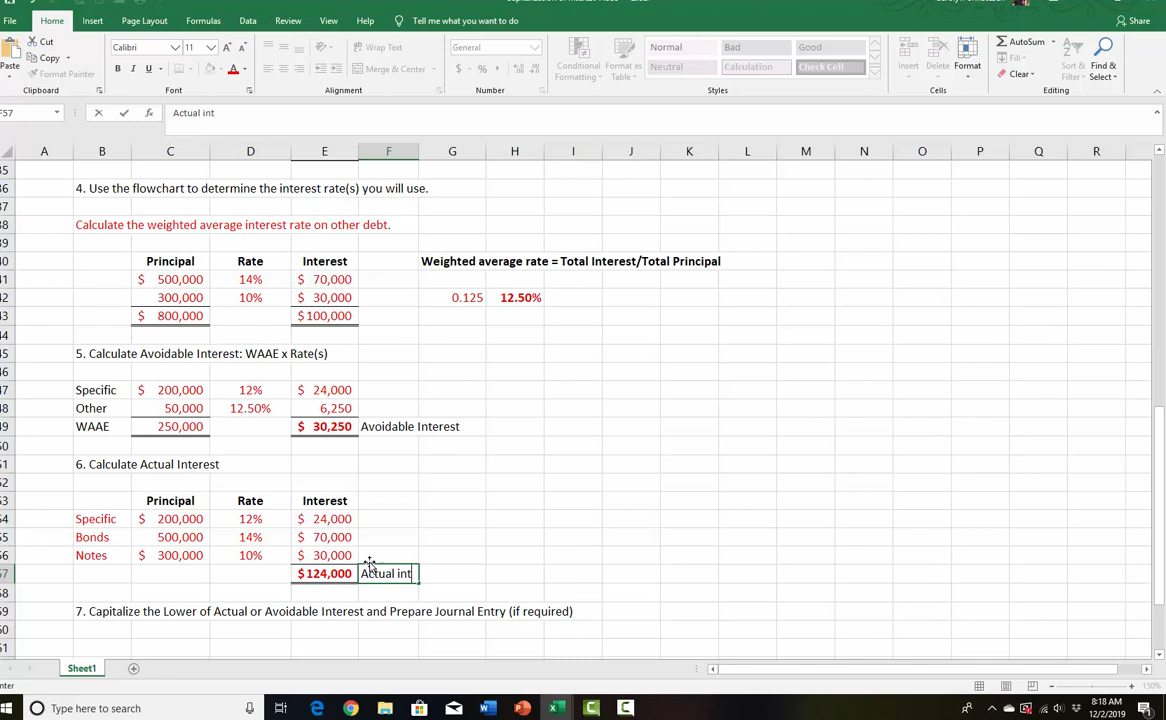 File Home Insert Page Layout Formulas Data Review View Help Tell me what you want to do Share
Cut
Copy
Format Painter
Paste
Calibri 11
B I U
Wrap Text
Merge & Center
General
$ % ,
Conditional Formatting
Format as Table
Normal Bad Good
Neutral Calculation Check Cell
Insert Delete Format
AutoSum
Fill
Clear
Sort & Filter
Find & Select
Clipboard Font Alignment Number Styles Cells Editing
F57 fx Actual int
A B C D E F G H I J K L M N O P Q R
4. Use the flowchart to determine the interest rate(s) you will use.
Calculate the weighted average interest rate on other debt.
Principal Rate Interest Weighted average rate = Total Interest/Total Principal
$ 500,000 14% $ 70,000
300,000 10% $ 30,000 0.125 12.50%
$ 800,000 $100,000
5. Calculate Avoidable Interest: WAAE x Rate(s)
Specific $ 200,000 12% $ 24,000
Other 50,000 12.50% 6,250
WAAE 250,000 $ 30,250 Avoidable Interest
6. Calculate Actual Interest
Principal Rate Interest
Specific $ 200,000 12% $ 24,000
Bonds 500,000 14% $ 70,000
Notes $ 300,000 10% $ 30,000
$124,000 Actual int
7. Capitalize the Lower of Actual or Avoidable Interest and Prepare Journal Entry (if required)
Sheet1
130%
Type here to search
8:18 AM
12/2/2019